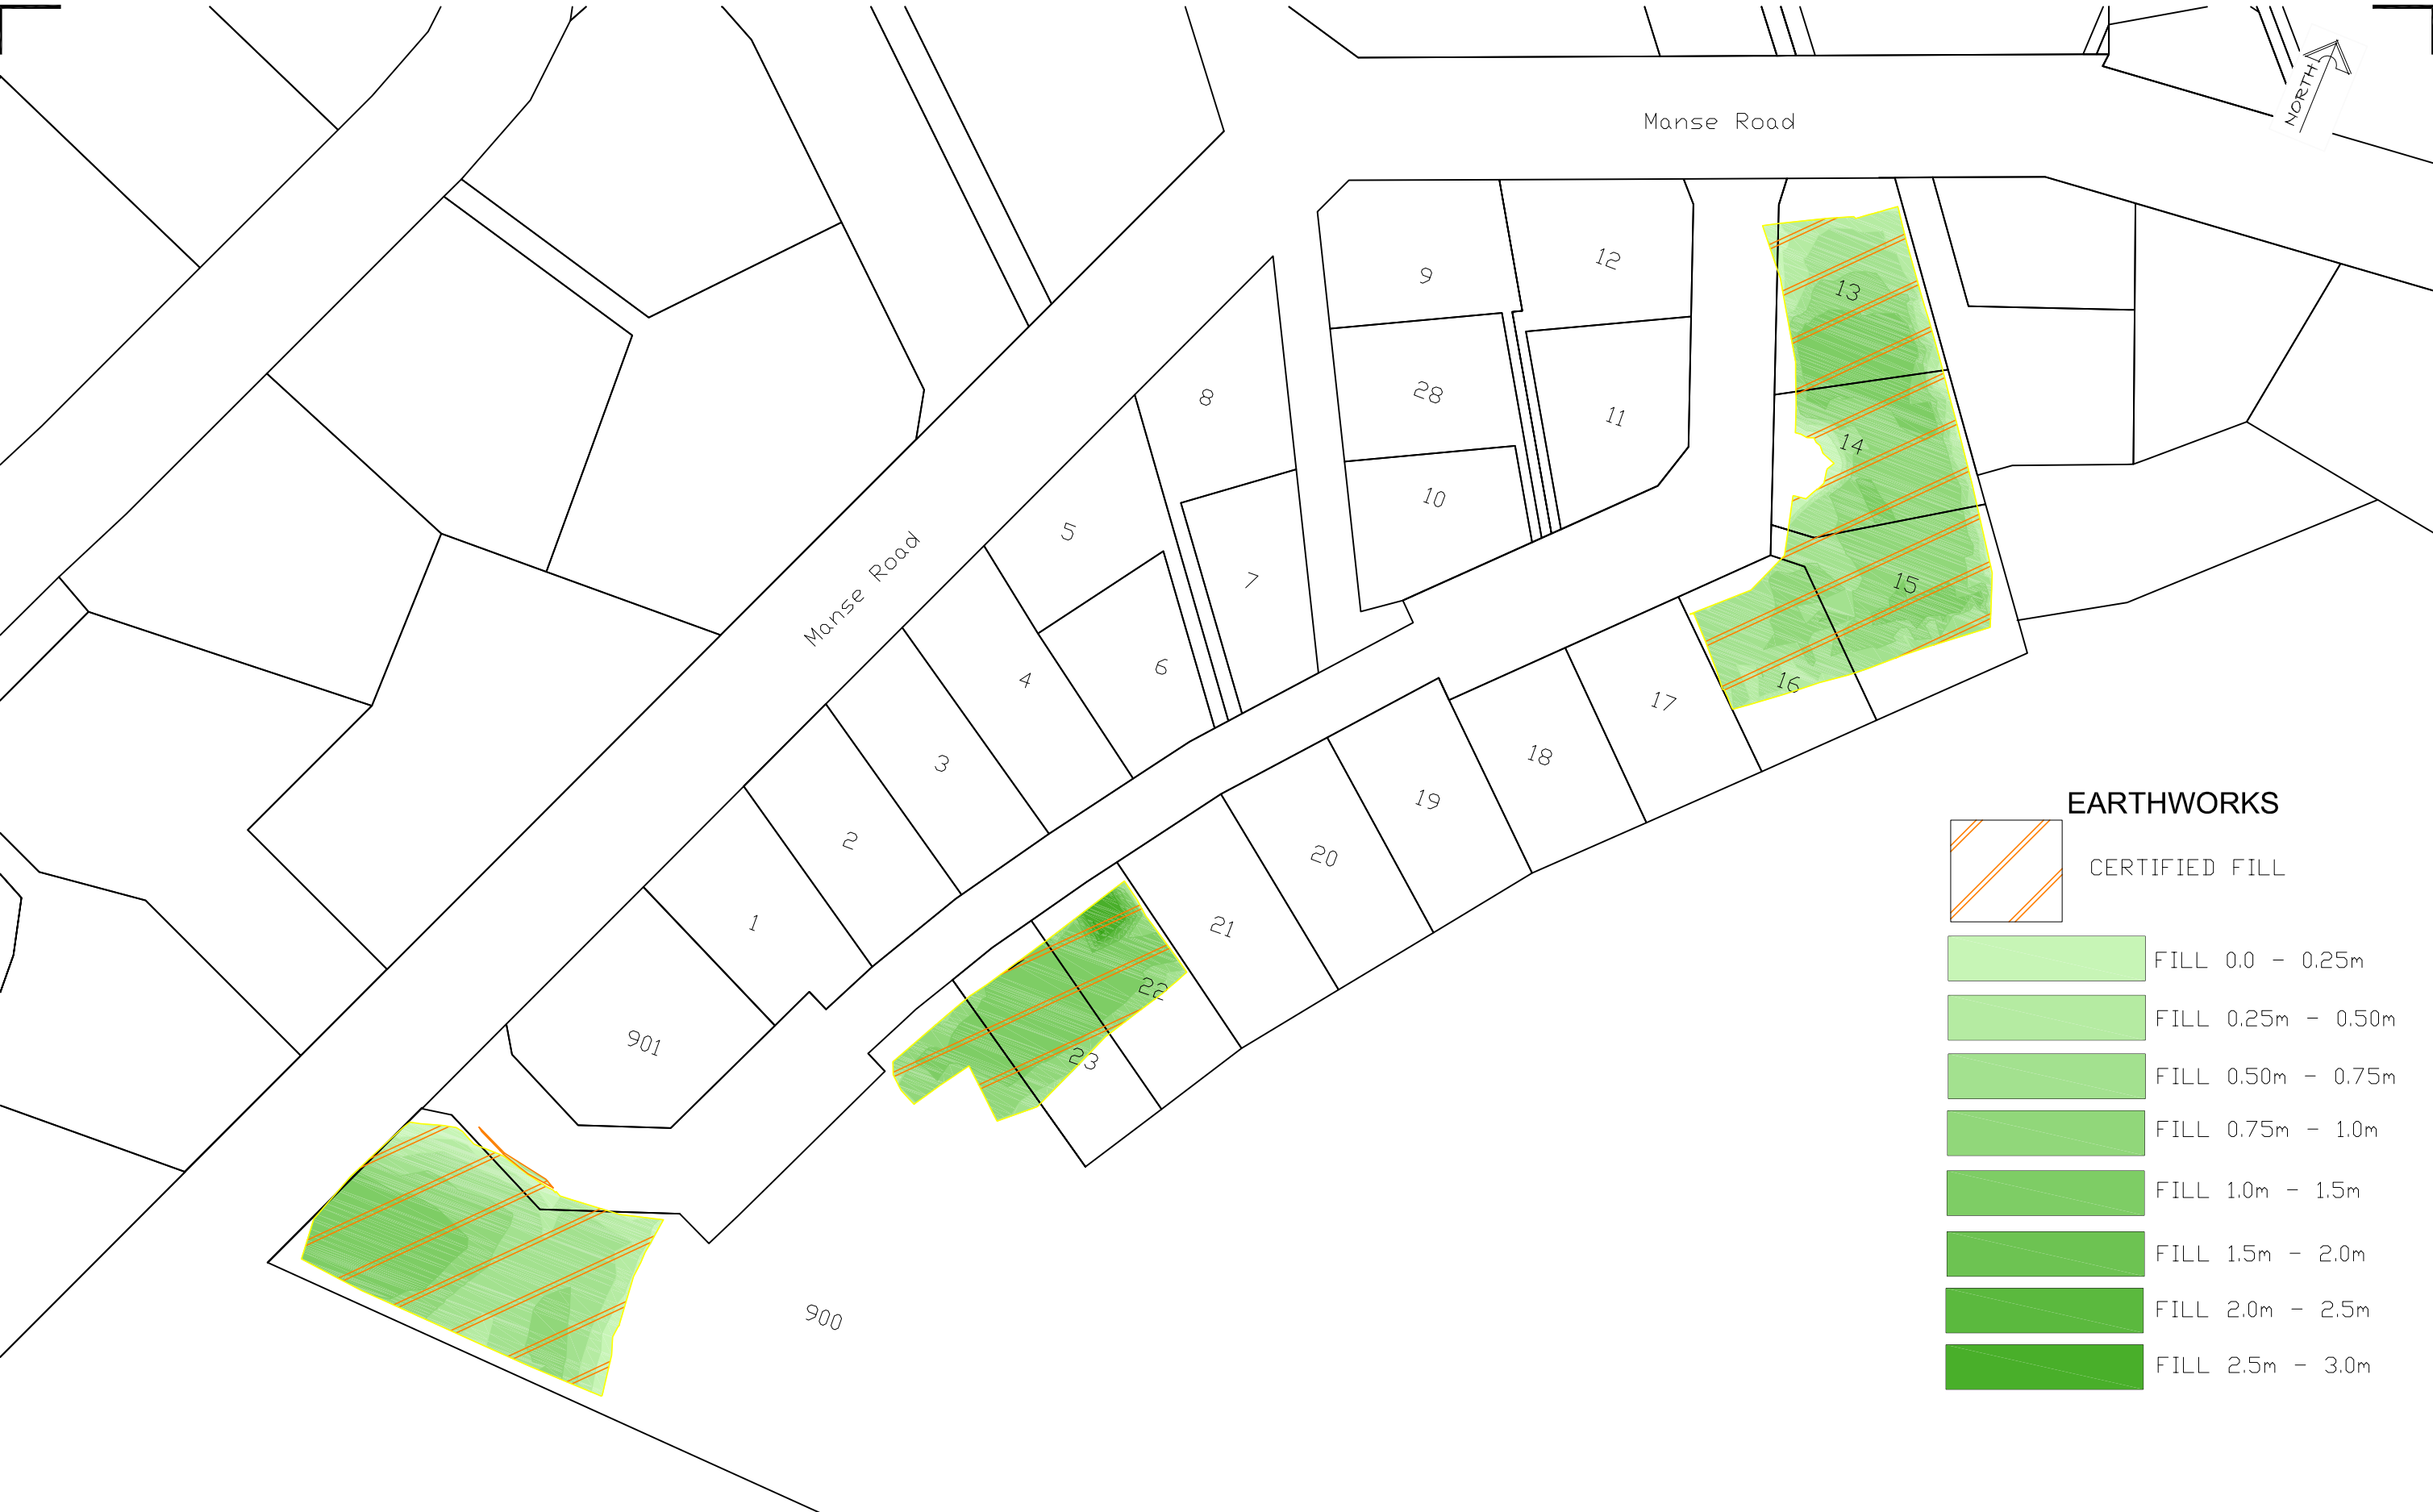 Manse Road
NORTH
9
12
13
8
28
11
14
10
5
7
15
Manse Road
6
4
16
17
3
18
19
2
20
1
21
22
901
23
900
EARTHWORKS
CERTIFIED FILL
FILL 0.0 - 0.25m
FILL 0.25m - 0.50m
FILL 0.50m - 0.75m
FILL 0.75m - 1.0m
FILL 1.0m - 1.5m
FILL 1.5m - 2.0m
FILL 2.0m - 2.5m
FILL 2.5m - 3.0m